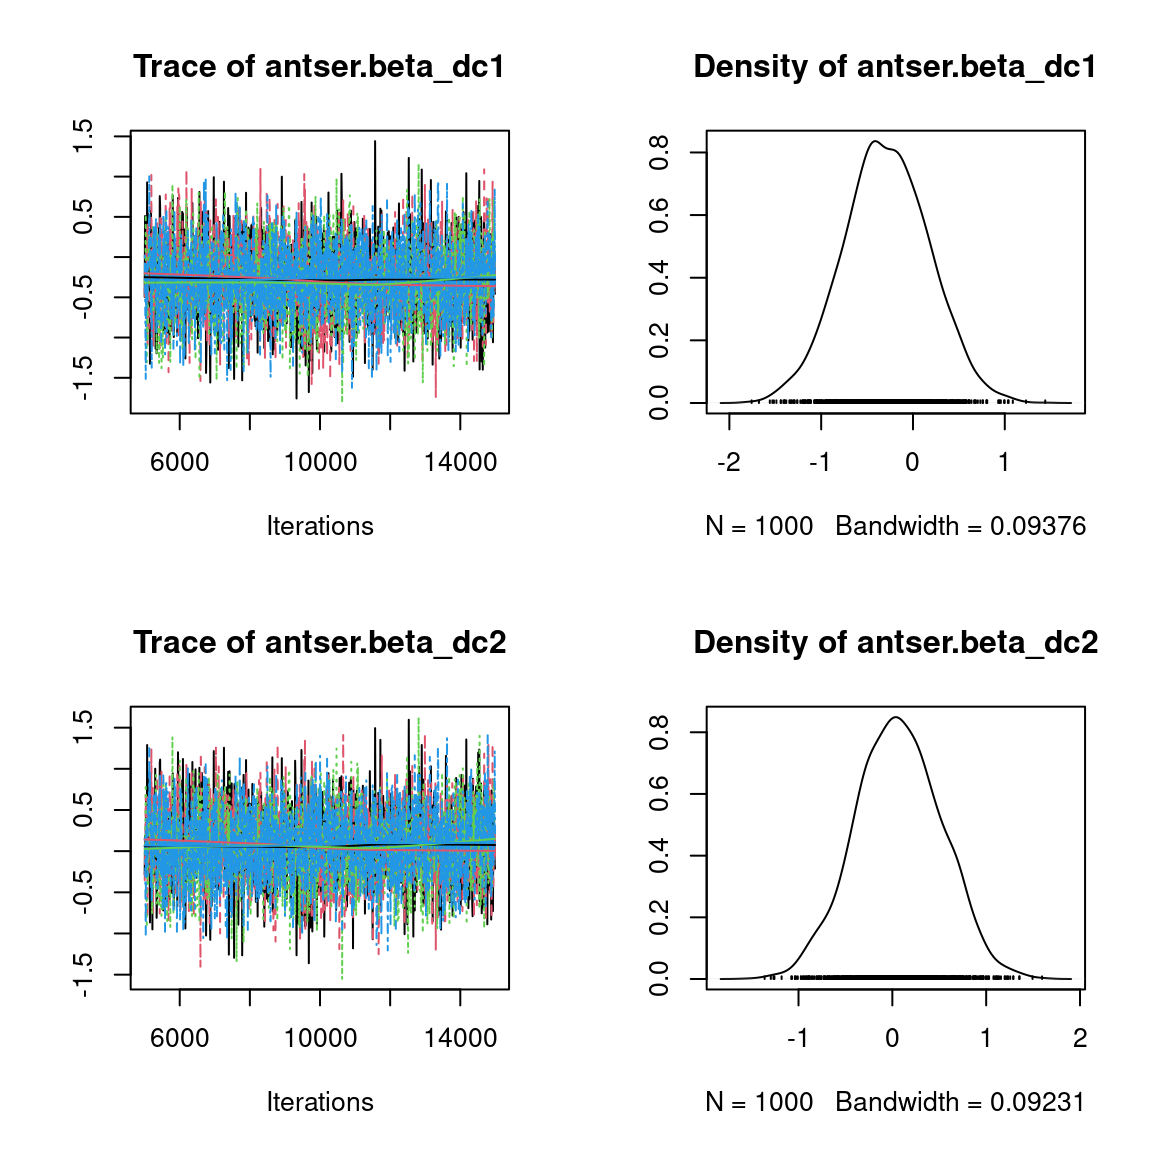 Trace of antser.beta_dc1
1.5
0.5
-0.5
-1.5
6000 10000 14000
Iterations
Density of antser.beta_dc1
0.8
0.6
0.4
0.2
0.0
-2 -1 0 1
N = 1000 Bandwidth = 0.09376
Trace of antser.beta_dc2
1.5
0.5
-0.5
-1.5
6000 10000 14000
Iterations
Density of antser.beta_dc2
0.8
0.6
0.4
0.2
0.0
-1 0 1 2
N = 1000 Bandwidth = 0.09231